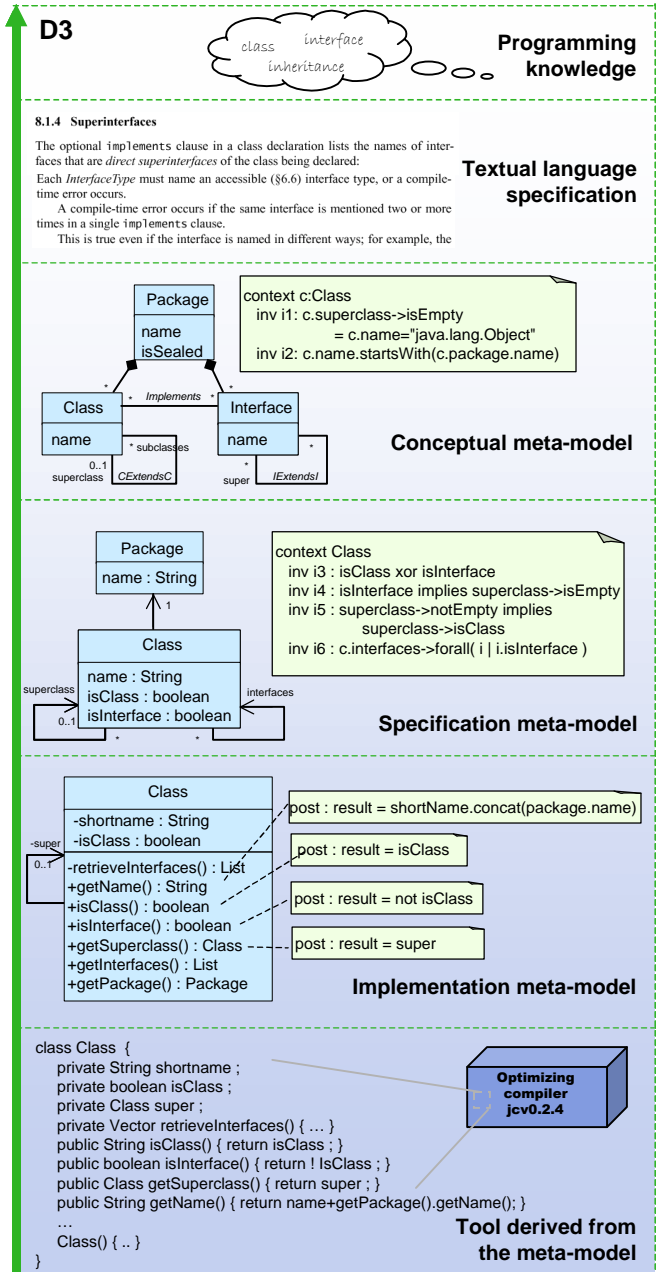 D3
class
interface
inheritance
Programming
knowledge
8.1.4 Superinterfaces
The optional implements clause in a class declaration lists the names of inter-
faces that are direct superinterfaces of the class being declared:
Each InterfaceType must name an accessible (§6.6) interface type, or a compile-
time error occurs.
A compile-time error occurs if the same interface is mentioned two or more
times in a single implements clause.
This is true even if the interface is named in different ways; for example, the
Textual language
specification
Package
name
isSealed
context c:Class
inv i1: c.superclass->isEmpty
= c.name="java.lang.Object"
inv i2: c.name.startsWith(c.package.name)
* *
* Implements *
Class
name
Interface
name
* subclasses
*
0..1
superclass
CExtendsC
*
super
IExtendsI
Conceptual meta-model
Package
name : String
1
context Class
inv i3 : isClass xor isInterface
inv i4 : isInterface implies superclass->isEmpty
inv i5 : superclass->notEmpty implies
superclass->isClass
inv i6 : c.interfaces->forall( i | i.isInterface )
Class
name : String
isClass : boolean
isInterface : boolean
superclass
0..1
*
interfaces
*
Specification meta-model
Class
-shortname : String
-isClass : boolean
-super
0..1
-retrieveInterfaces() : List
+getName() : String
+isClass() : boolean
+isInterface() : boolean
+getSuperclass() : Class
+getInterfaces() : List
+getPackage() : Package
post : result = shortName.concat(package.name)
post : result = isClass
post : result = not isClass
post : result = super
Implementation meta-model
class Class {
private String shortname ;
private boolean isClass ;
private Class super ;
private Vector retrieveInterfaces() { … }
public String isClass() { return isClass ; }
public boolean isInterface() { return ! IsClass ; }
public Class getSuperclass() { return super ; }
public String getName() { return name+getPackage().getName(); }
…
Class() { .. }
}
Optimizing
compiler
jcv0.2.4
Tool derived from
the meta-model